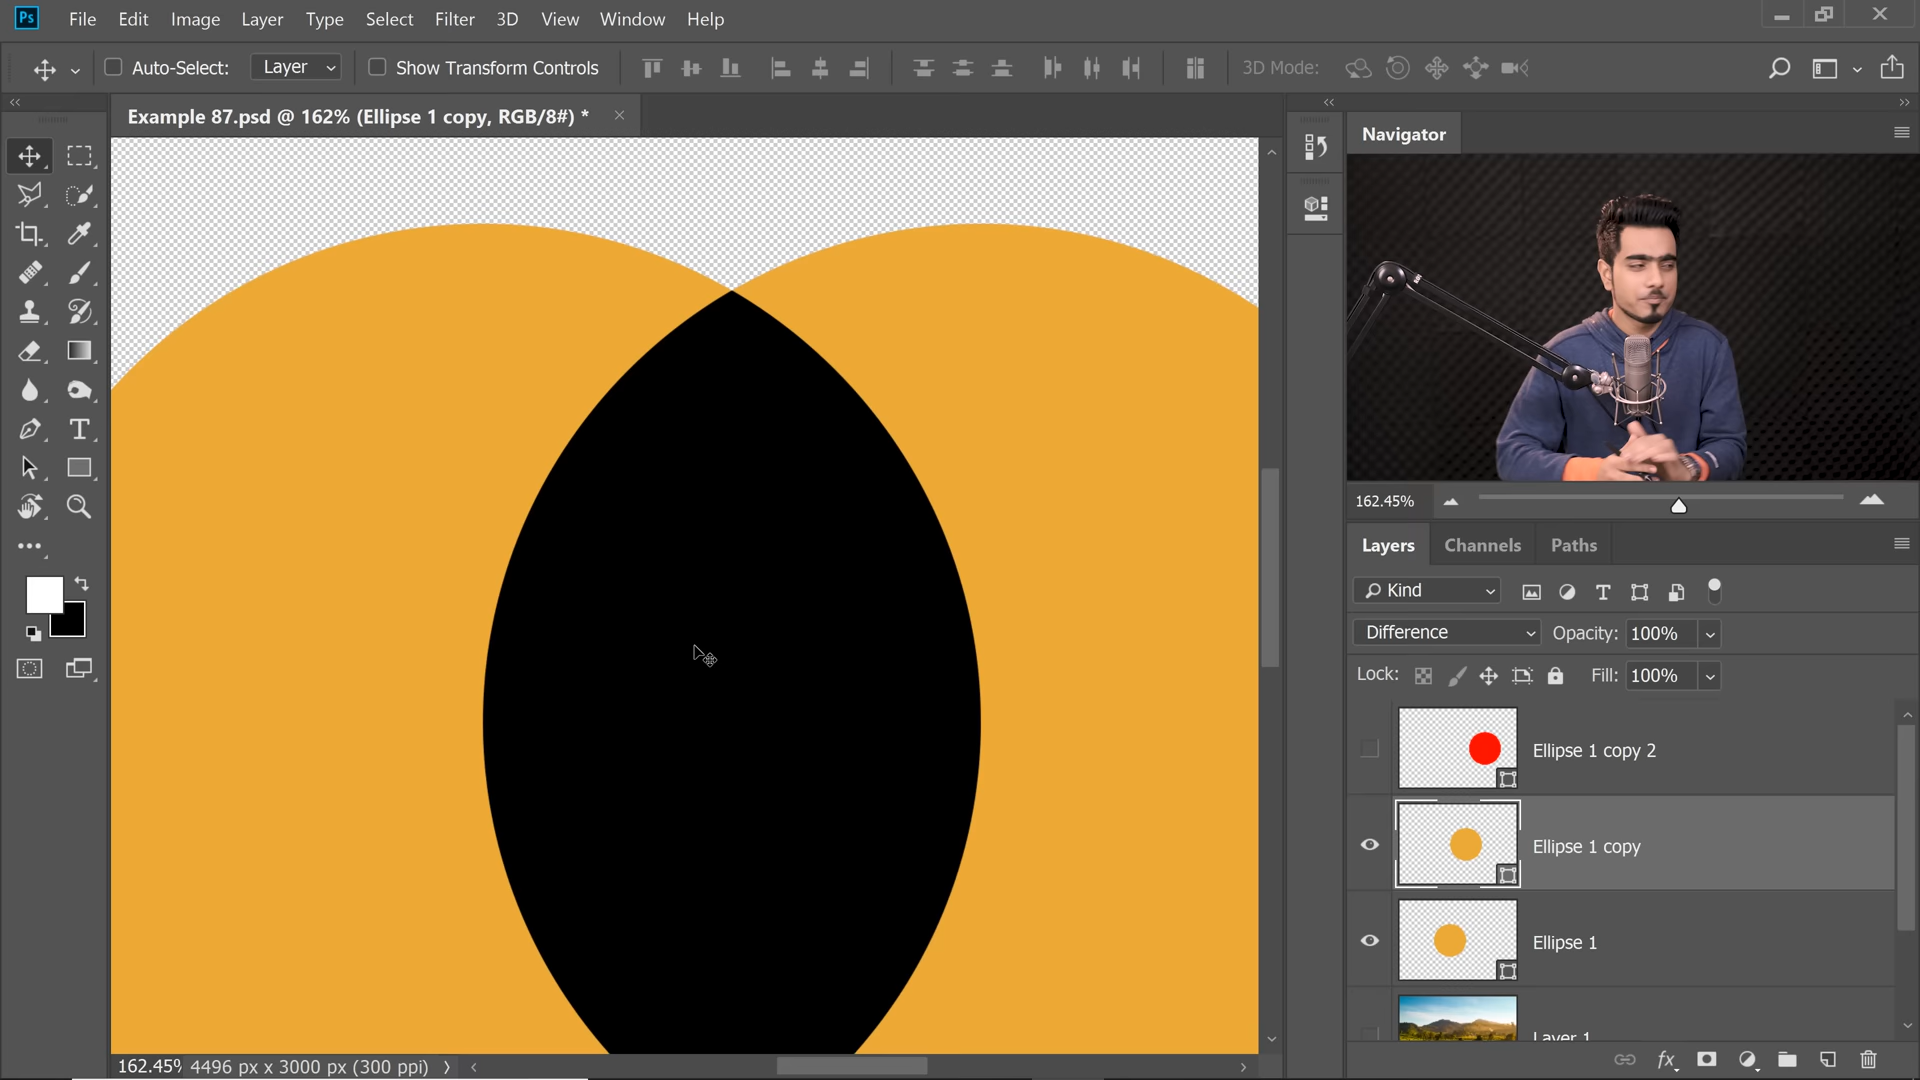 Ps File Edit Image Layer Type Select Filter 3D View Window Help
Auto-Select: Layer Show Transform Controls 3D Mode:
Example 87.psd @ 162% (Ellipse 1 copy, RGB/8#) *
Navigator
162.45%
Layers Channels Paths
Kind
Difference Opacity: 100%
Lock: Fill: 100%
Ellipse 1 copy 2
Ellipse 1 copy
Ellipse 1
Layer 1
fx
162.45% 4496 px x 3000 px (300 ppi)